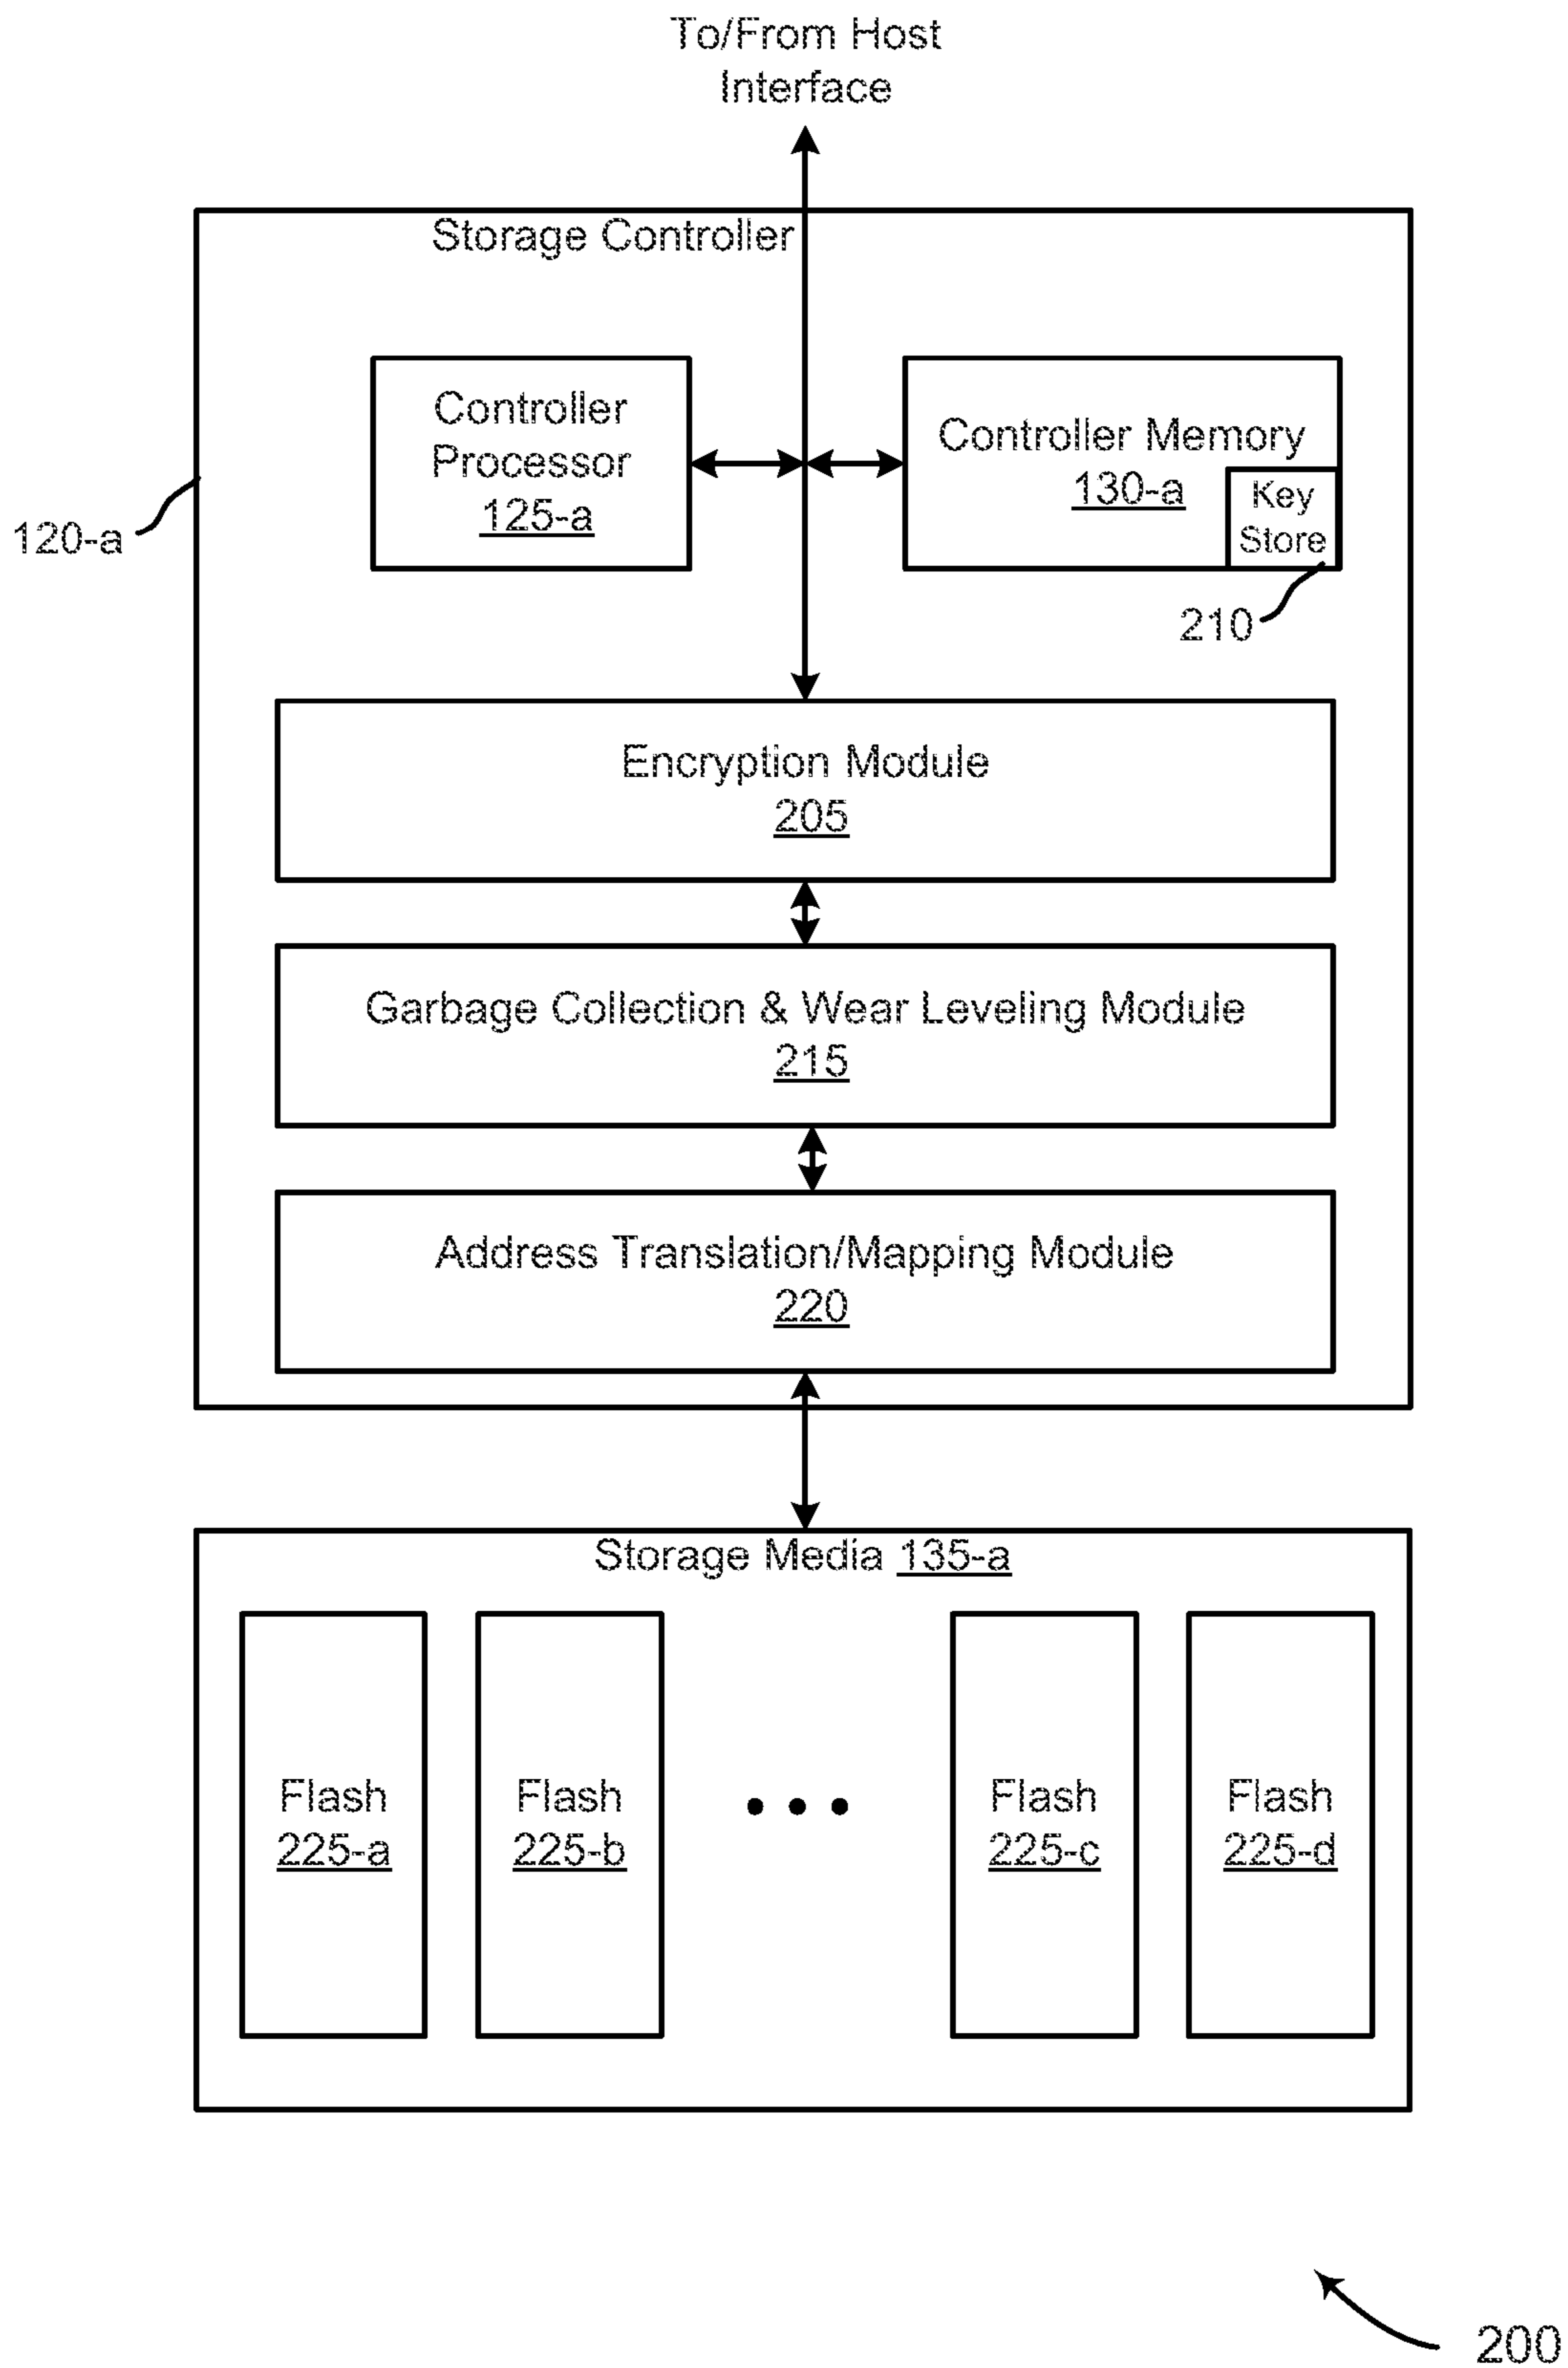 To/From Host
Interface
Storage Controller
Controller
Processor
125-a
Controller Memory
130-a
Key
Store
120-a
210
Encryption Module
205
Garbage Collection & Wear Leveling Module
215
Address Translation/Mapping Module
220
Storage Media 135-a
Flash
225-a
Flash
225-b
Flash
225-c
Flash
225-d
200